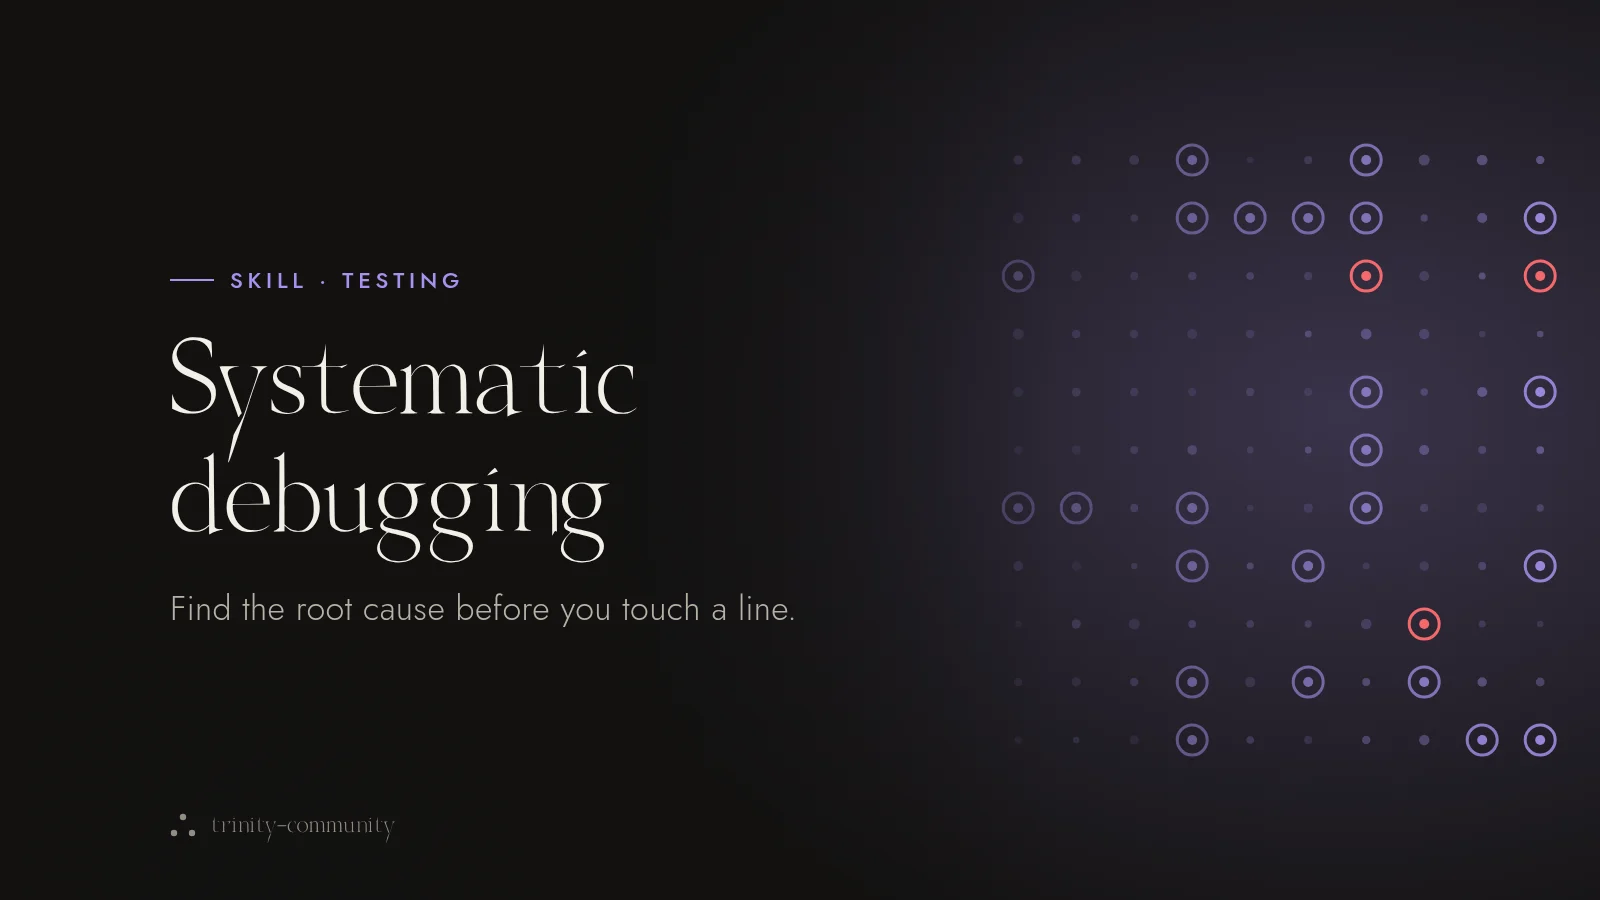 SKILL · TESTING
Systematic
debugging
Find the root cause before you touch a line.
trinity-community